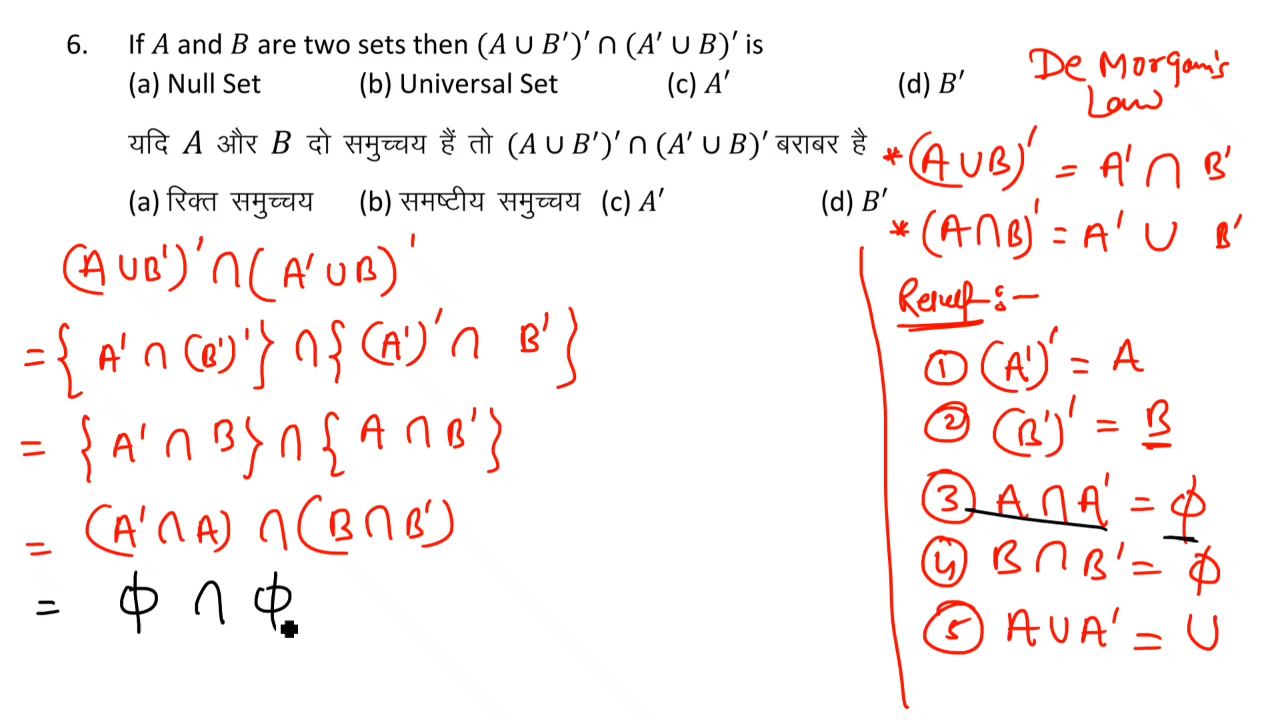 6. If A and B are two sets then (A ∪ B′)′ ∩ (A′ ∪ B)′ is
(a) Null Set (b) Universal Set (c) A′ (d) B′
यदि A और B दो समुच्चय हैं तो (A ∪ B′)′ ∩ (A′ ∪ B)′ बराबर है
(a) रिक्त समुच्चय (b) समष्टीय समुच्चय (c) A′ (d) B′
(A ∪ B′)′ ∩ (A′ ∪ B)′
= { A′ ∩ (B′)′ } ∩ { (A′)′ ∩ B′ }
= { A′ ∩ B } ∩ { A ∩ B′ }
= (A′ ∩ A) ∩ (B ∩ B′)
= ϕ ∩ ϕ
De Morgan's
Law
* (A ∪ B)′ = A′ ∩ B′
* (A ∩ B)′ = A′ ∪ B′
:-
① (A′)′ = A
② (B′)′ = B
③ A ∩ A′ = ϕ
④ B ∩ B′ = ϕ
⑤ A ∪ A′ = U